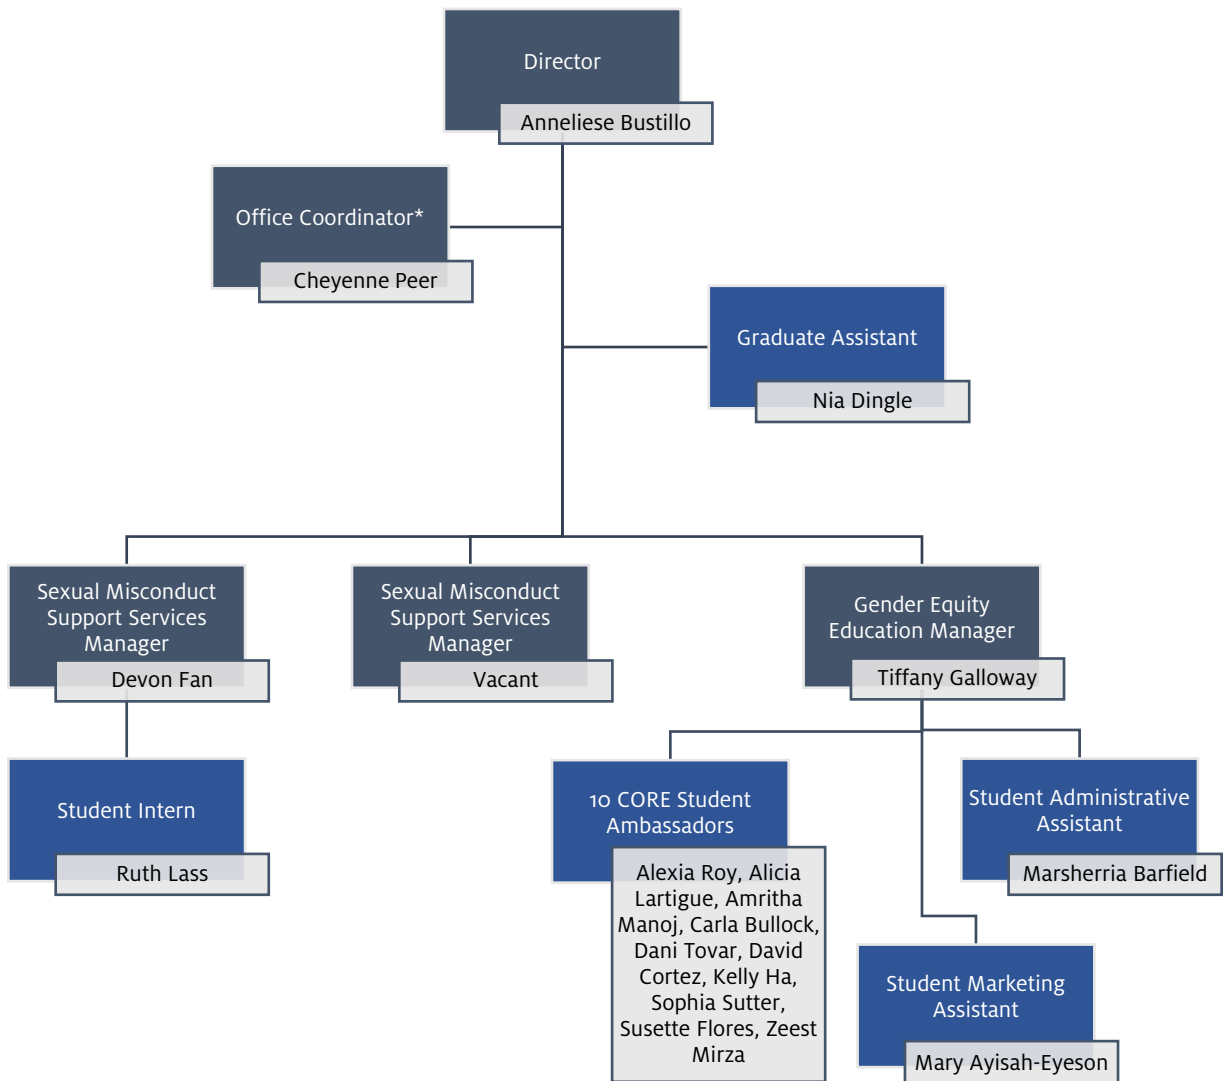 Director
Anneliese Bustillo
Office Coordinator*
Cheyenne Peer
Graduate Assistant
Nia Dingle
Sexual Misconduct
Support Services
Manager
Devon Fan
Sexual Misconduct
Support Services
Manager
Vacant
Gender Equity
Education Manager
Tiffany Galloway
Student Intern
Ruth Lass
10 CORE Student
Ambassadors
Alexia Roy, Alicia
Lartigue, Amritha
Manoj, Carla Bullock,
Dani Tovar, David
Cortez, Kelly Ha,
Sophia Sutter,
Susette Flores, Zeest
Mirza
Student Administrative
Assistant
Marsherria Barfield
Student Marketing
Assistant
Mary Ayisah-Eyeson